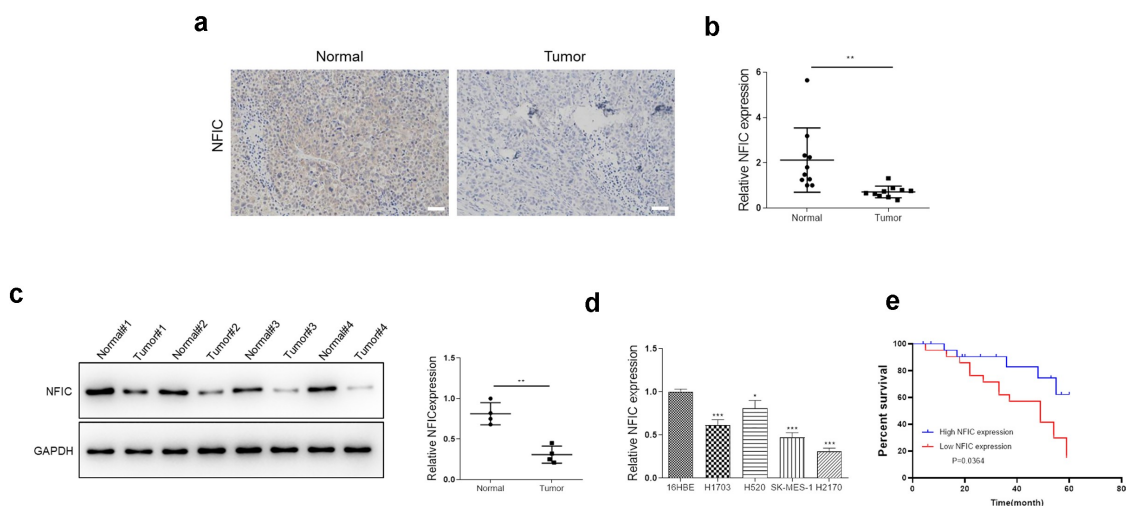 a
Normal
Tumor
NFIC
b
Relative NFIC expression
6
4
2
0
**
Normal
Tumor
c
Normal#1
Tumor#1
Normal#2
Tumor#2
Normal#3
Tumor#3
Normal#4
Tumor#4
NFIC
GAPDH
Relative NFICexpression
1.5
1.0
0.5
0.0
**
Normal
Tumor
d
Relative NFIC expression
1.5
1.0
0.5
0.0
***
*
***
***
16HBE
H1703
H520
SK-MES-1
H2170
e
Percent survival
100
80
60
40
20
0
High NFIC expression
Low NFIC expression
P=0.0364
0
20
40
60
80
Time(month)